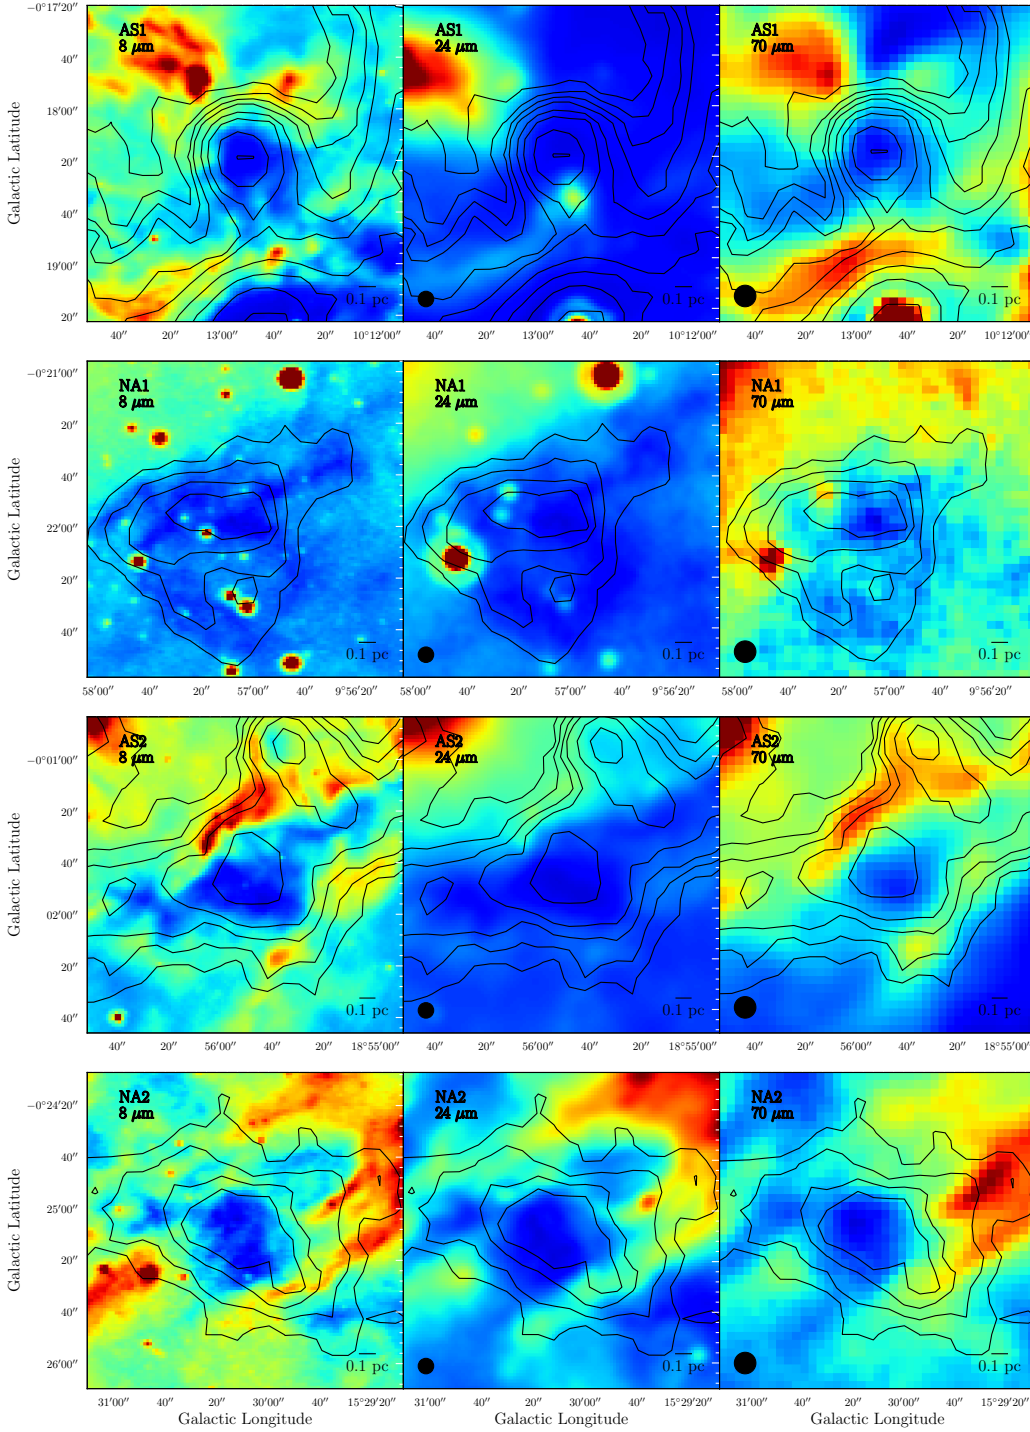 AS1
8 μm
AS1
24 μm
AS1
70 μm
−0°17′20″
40″
18′00″
20″
40″
19′00″
20″
Galactic Latitude
0.1 pc
0.1 pc
0.1 pc
40″ 20″ 13′00″ 40″ 20″ 10°12′00″
40″ 20″ 13′00″ 40″ 20″ 10°12′00″
40″ 20″ 13′00″ 40″ 20″ 10°12′00″
NA1
8 μm
NA1
24 μm
NA1
70 μm
−0°21′00″
20″
40″
22′00″
20″
40″
Galactic Latitude
0.1 pc
0.1 pc
0.1 pc
58′00″ 40″ 20″ 57′00″ 40″ 9°56′20″
58′00″ 40″ 20″ 57′00″ 40″ 9°56′20″
58′00″ 40″ 20″ 57′00″ 40″ 9°56′20″
AS2
8 μm
AS2
24 μm
AS2
70 μm
−0°01′00″
20″
40″
02′00″
20″
40″
Galactic Latitude
0.1 pc
0.1 pc
0.1 pc
40″ 20″ 56′00″ 40″ 20″ 18°55′00″
40″ 20″ 56′00″ 40″ 20″ 18°55′00″
40″ 20″ 56′00″ 40″ 20″ 18°55′00″
NA2
8 μm
NA2
24 μm
NA2
70 μm
−0°24′20″
40″
25′00″
20″
40″
26′00″
Galactic Latitude
0.1 pc
0.1 pc
0.1 pc
31′00″ 40″ 20″ 30′00″ 40″ 15°29′20″
31′00″ 40″ 20″ 30′00″ 40″ 15°29′20″
31′00″ 40″ 20″ 30′00″ 40″ 15°29′20″
Galactic Longitude
Galactic Longitude
Galactic Longitude